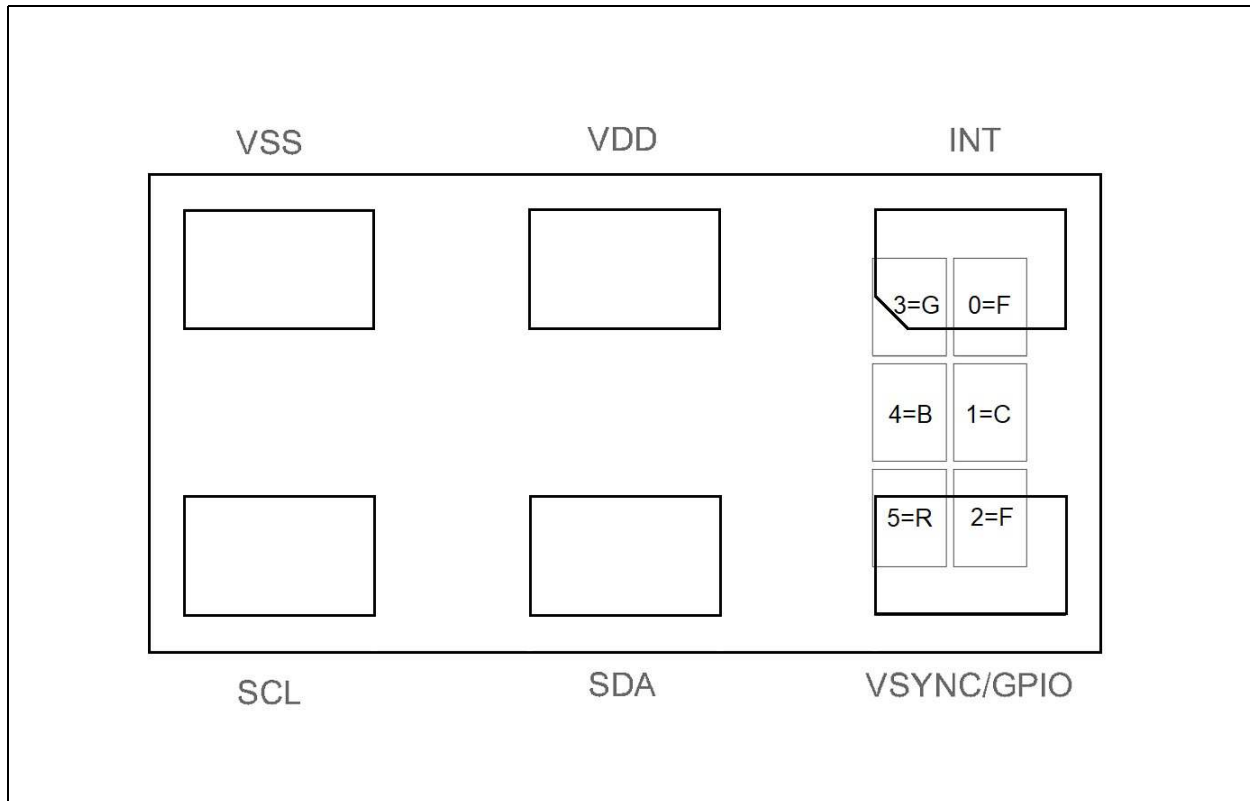 VSS VDD INT
3=G 0=F
4=B 1=C
5=R 2=F
SCL SDA VSYNC/GPIO